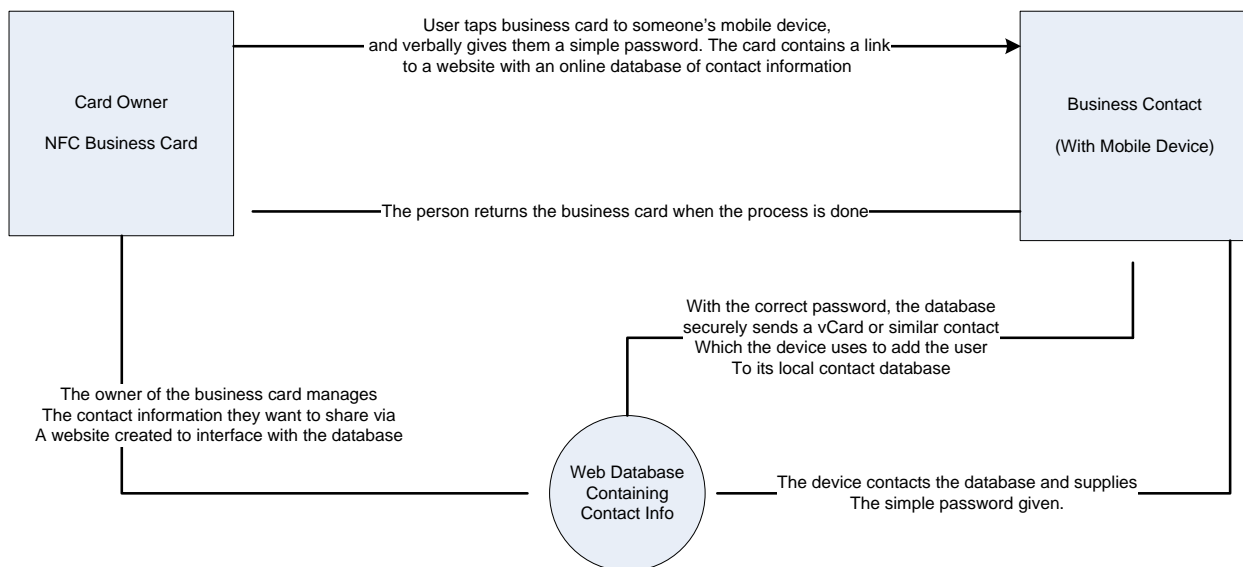 User taps business card to someone's mobile device,
and verbally gives them a simple password. The card contains a link
to a website with an online database of contact information
Card Owner
NFC Business Card
Business Contact
(With Mobile Device)
The person returns the business card when the process is done
With the correct password, the database
securely sends a vCard or similar contact
Which the device uses to add the user
To its local contact database
The owner of the business card manages
The contact information they want to share via
A website created to interface with the database
Web Database
Containing
Contact Info
The device contacts the database and supplies
The simple password given.